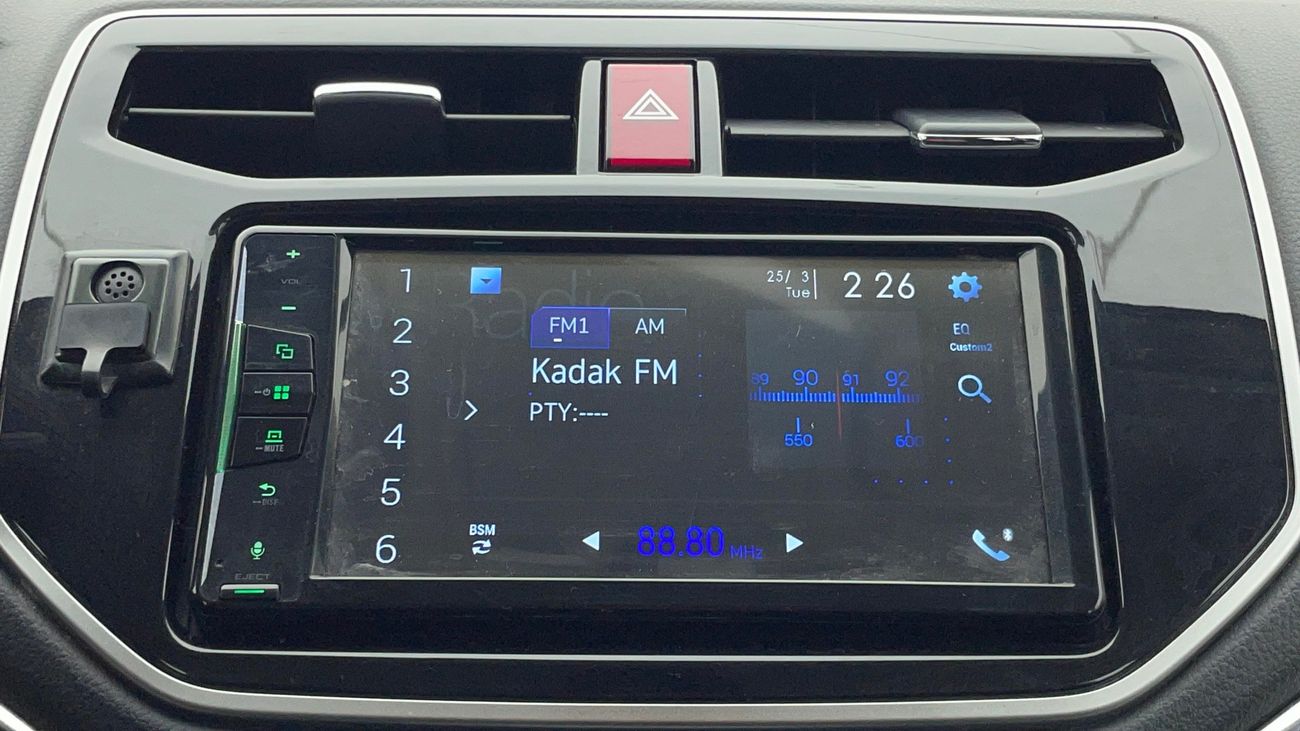 VOL
MUTE
DISP
EJECT
1
2
3
4
5
6
25/ 3
Tue
2 26
FM1
AM
Kadak FM
PTY:----
89 90 91 92
550 600
EQ
Custom2
BSM
88.80 MHz